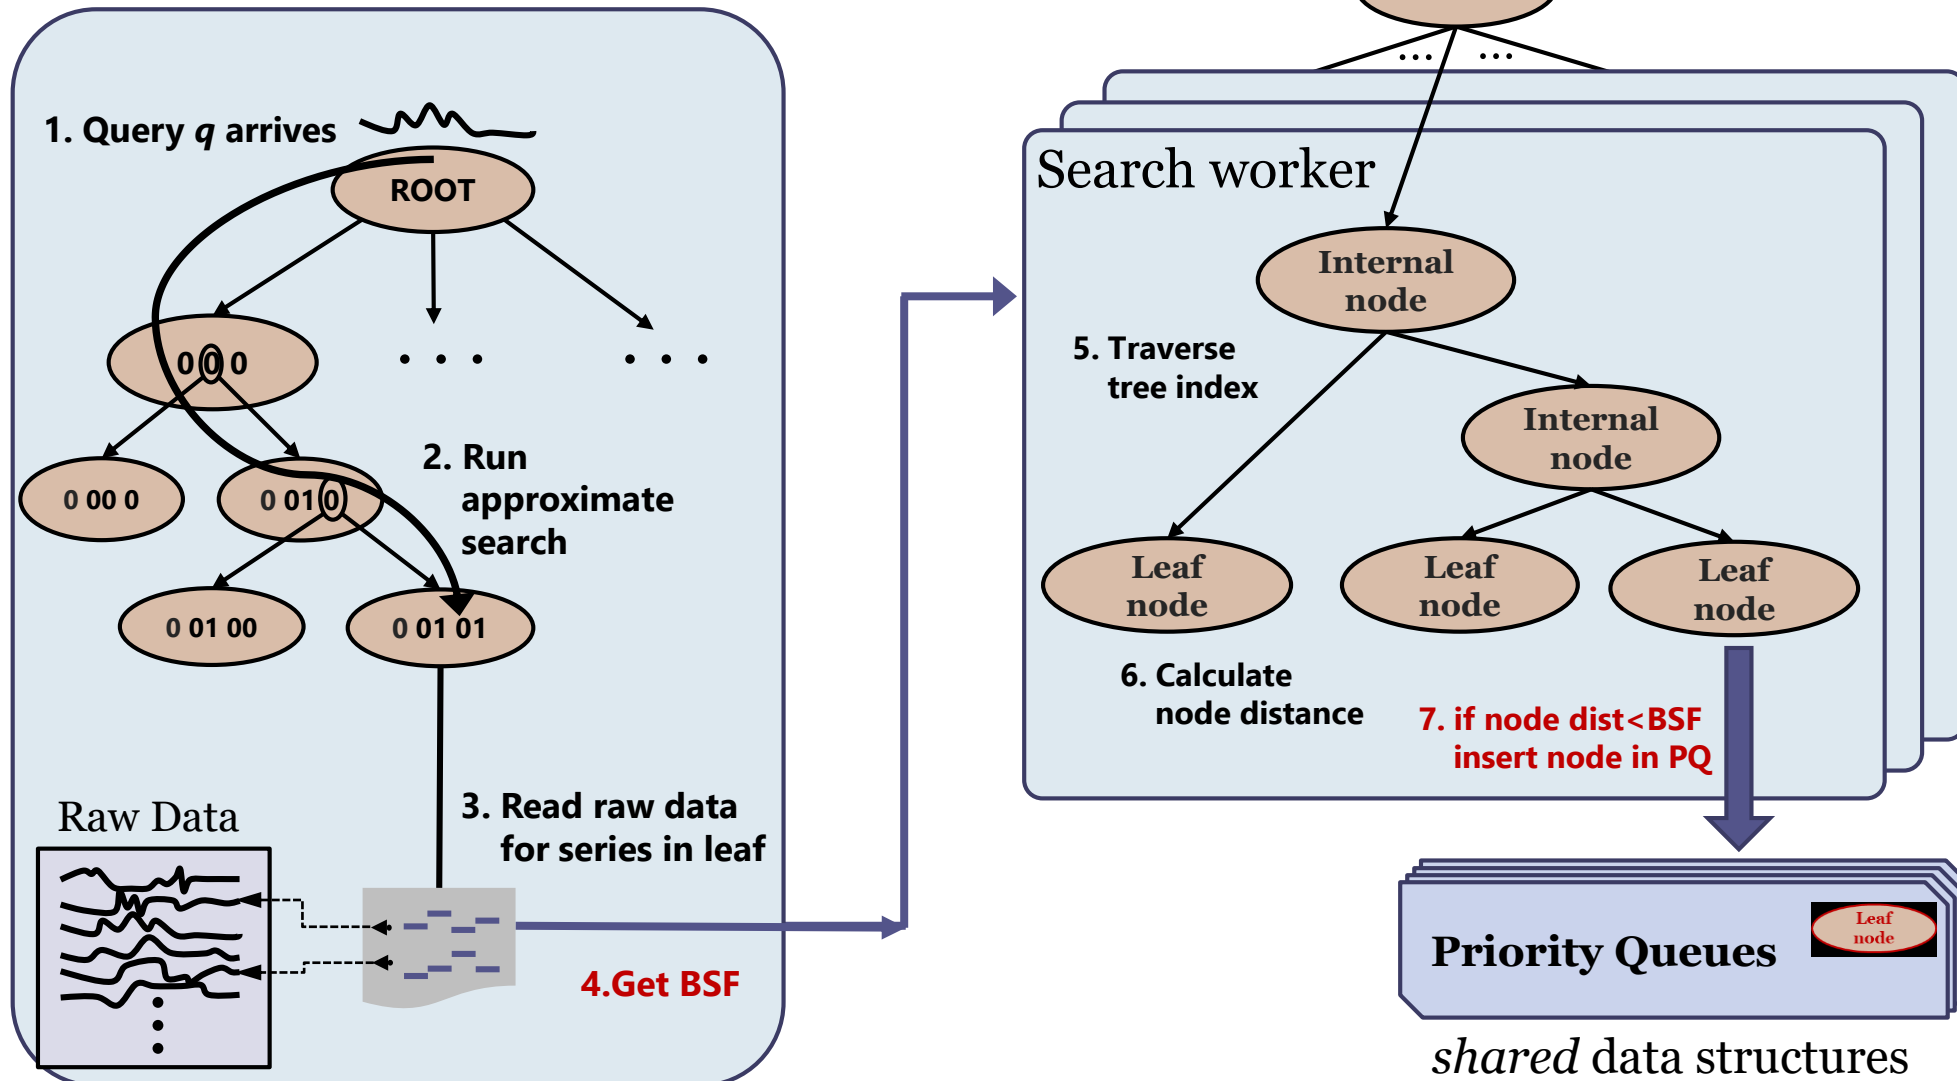 1. Query q arrives
ROOT
0 0 0
• • •
• • •
0 00 0
0 01 0
2. Run
approximate
search
0 01 00
0 01 01
3. Read raw data
for series in leaf
Raw Data
4.Get BSF
... ...
Search worker
Internal
node
5. Traverse
tree index
Internal
node
Leaf
node
Leaf
node
Leaf
node
6. Calculate
node distance
7. if node dist<BSF
insert node in PQ
Priority Queues
Leaf
node
shared data structures